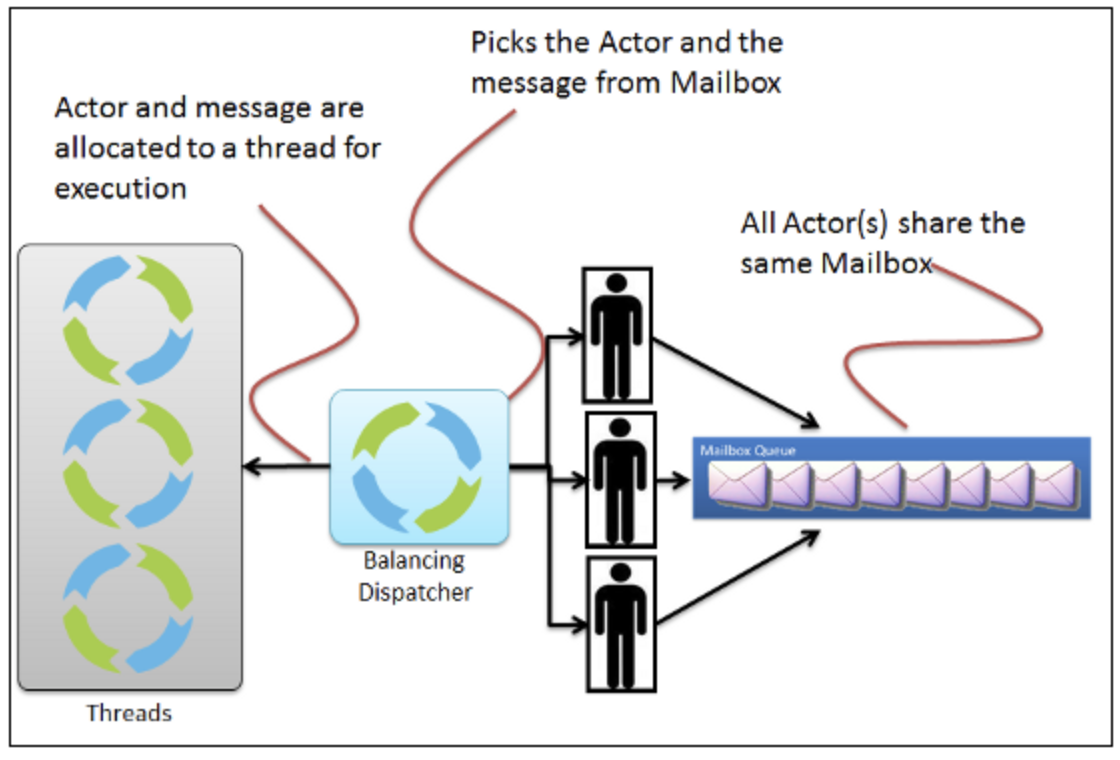 Picks the Actor and the
message from Mailbox
Actor and message are
allocated to a thread for
execution
All Actor(s) share the
same Mailbox
Mailbox Queue
Balancing
Dispatcher
Threads